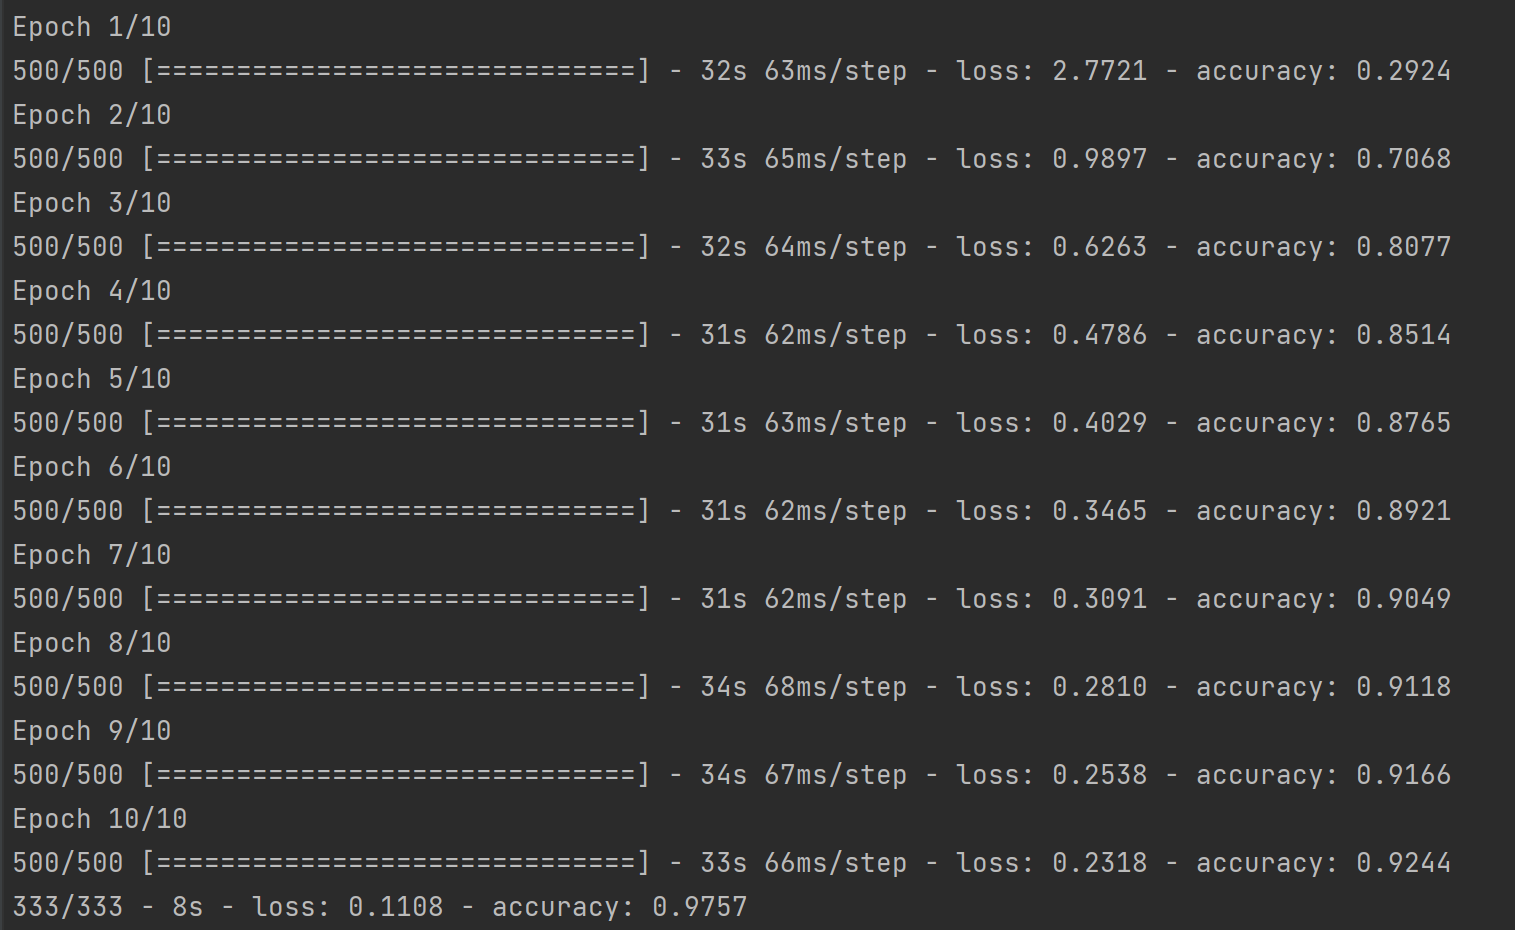 Epoch 1/10
500/500 [==============================] - 32s 63ms/step - loss: 2.7721 - accuracy: 0.2924
Epoch 2/10
500/500 [==============================] - 33s 65ms/step - loss: 0.9897 - accuracy: 0.7068
Epoch 3/10
500/500 [==============================] - 32s 64ms/step - loss: 0.6263 - accuracy: 0.8077
Epoch 4/10
500/500 [==============================] - 31s 62ms/step - loss: 0.4786 - accuracy: 0.8514
Epoch 5/10
500/500 [==============================] - 31s 63ms/step - loss: 0.4029 - accuracy: 0.8765
Epoch 6/10
500/500 [==============================] - 31s 62ms/step - loss: 0.3465 - accuracy: 0.8921
Epoch 7/10
500/500 [==============================] - 31s 62ms/step - loss: 0.3091 - accuracy: 0.9049
Epoch 8/10
500/500 [==============================] - 34s 68ms/step - loss: 0.2810 - accuracy: 0.9118
Epoch 9/10
500/500 [==============================] - 34s 67ms/step - loss: 0.2538 - accuracy: 0.9166
Epoch 10/10
500/500 [==============================] - 33s 66ms/step - loss: 0.2318 - accuracy: 0.9244
333/333 - 8s - loss: 0.1108 - accuracy: 0.9757